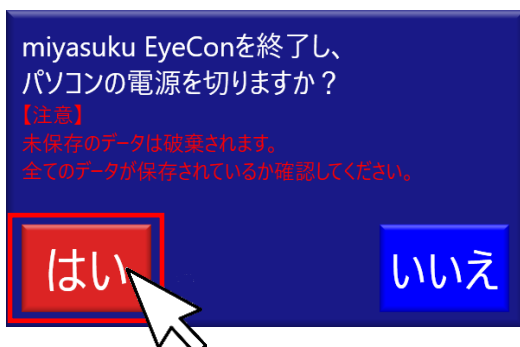 miyasuku EyeConを終了し、
パソコンの電源を切りますか？
【注意】
未保存のデータは破棄されます。
全てのデータが保存されているか確認してください。
はい
いいえ